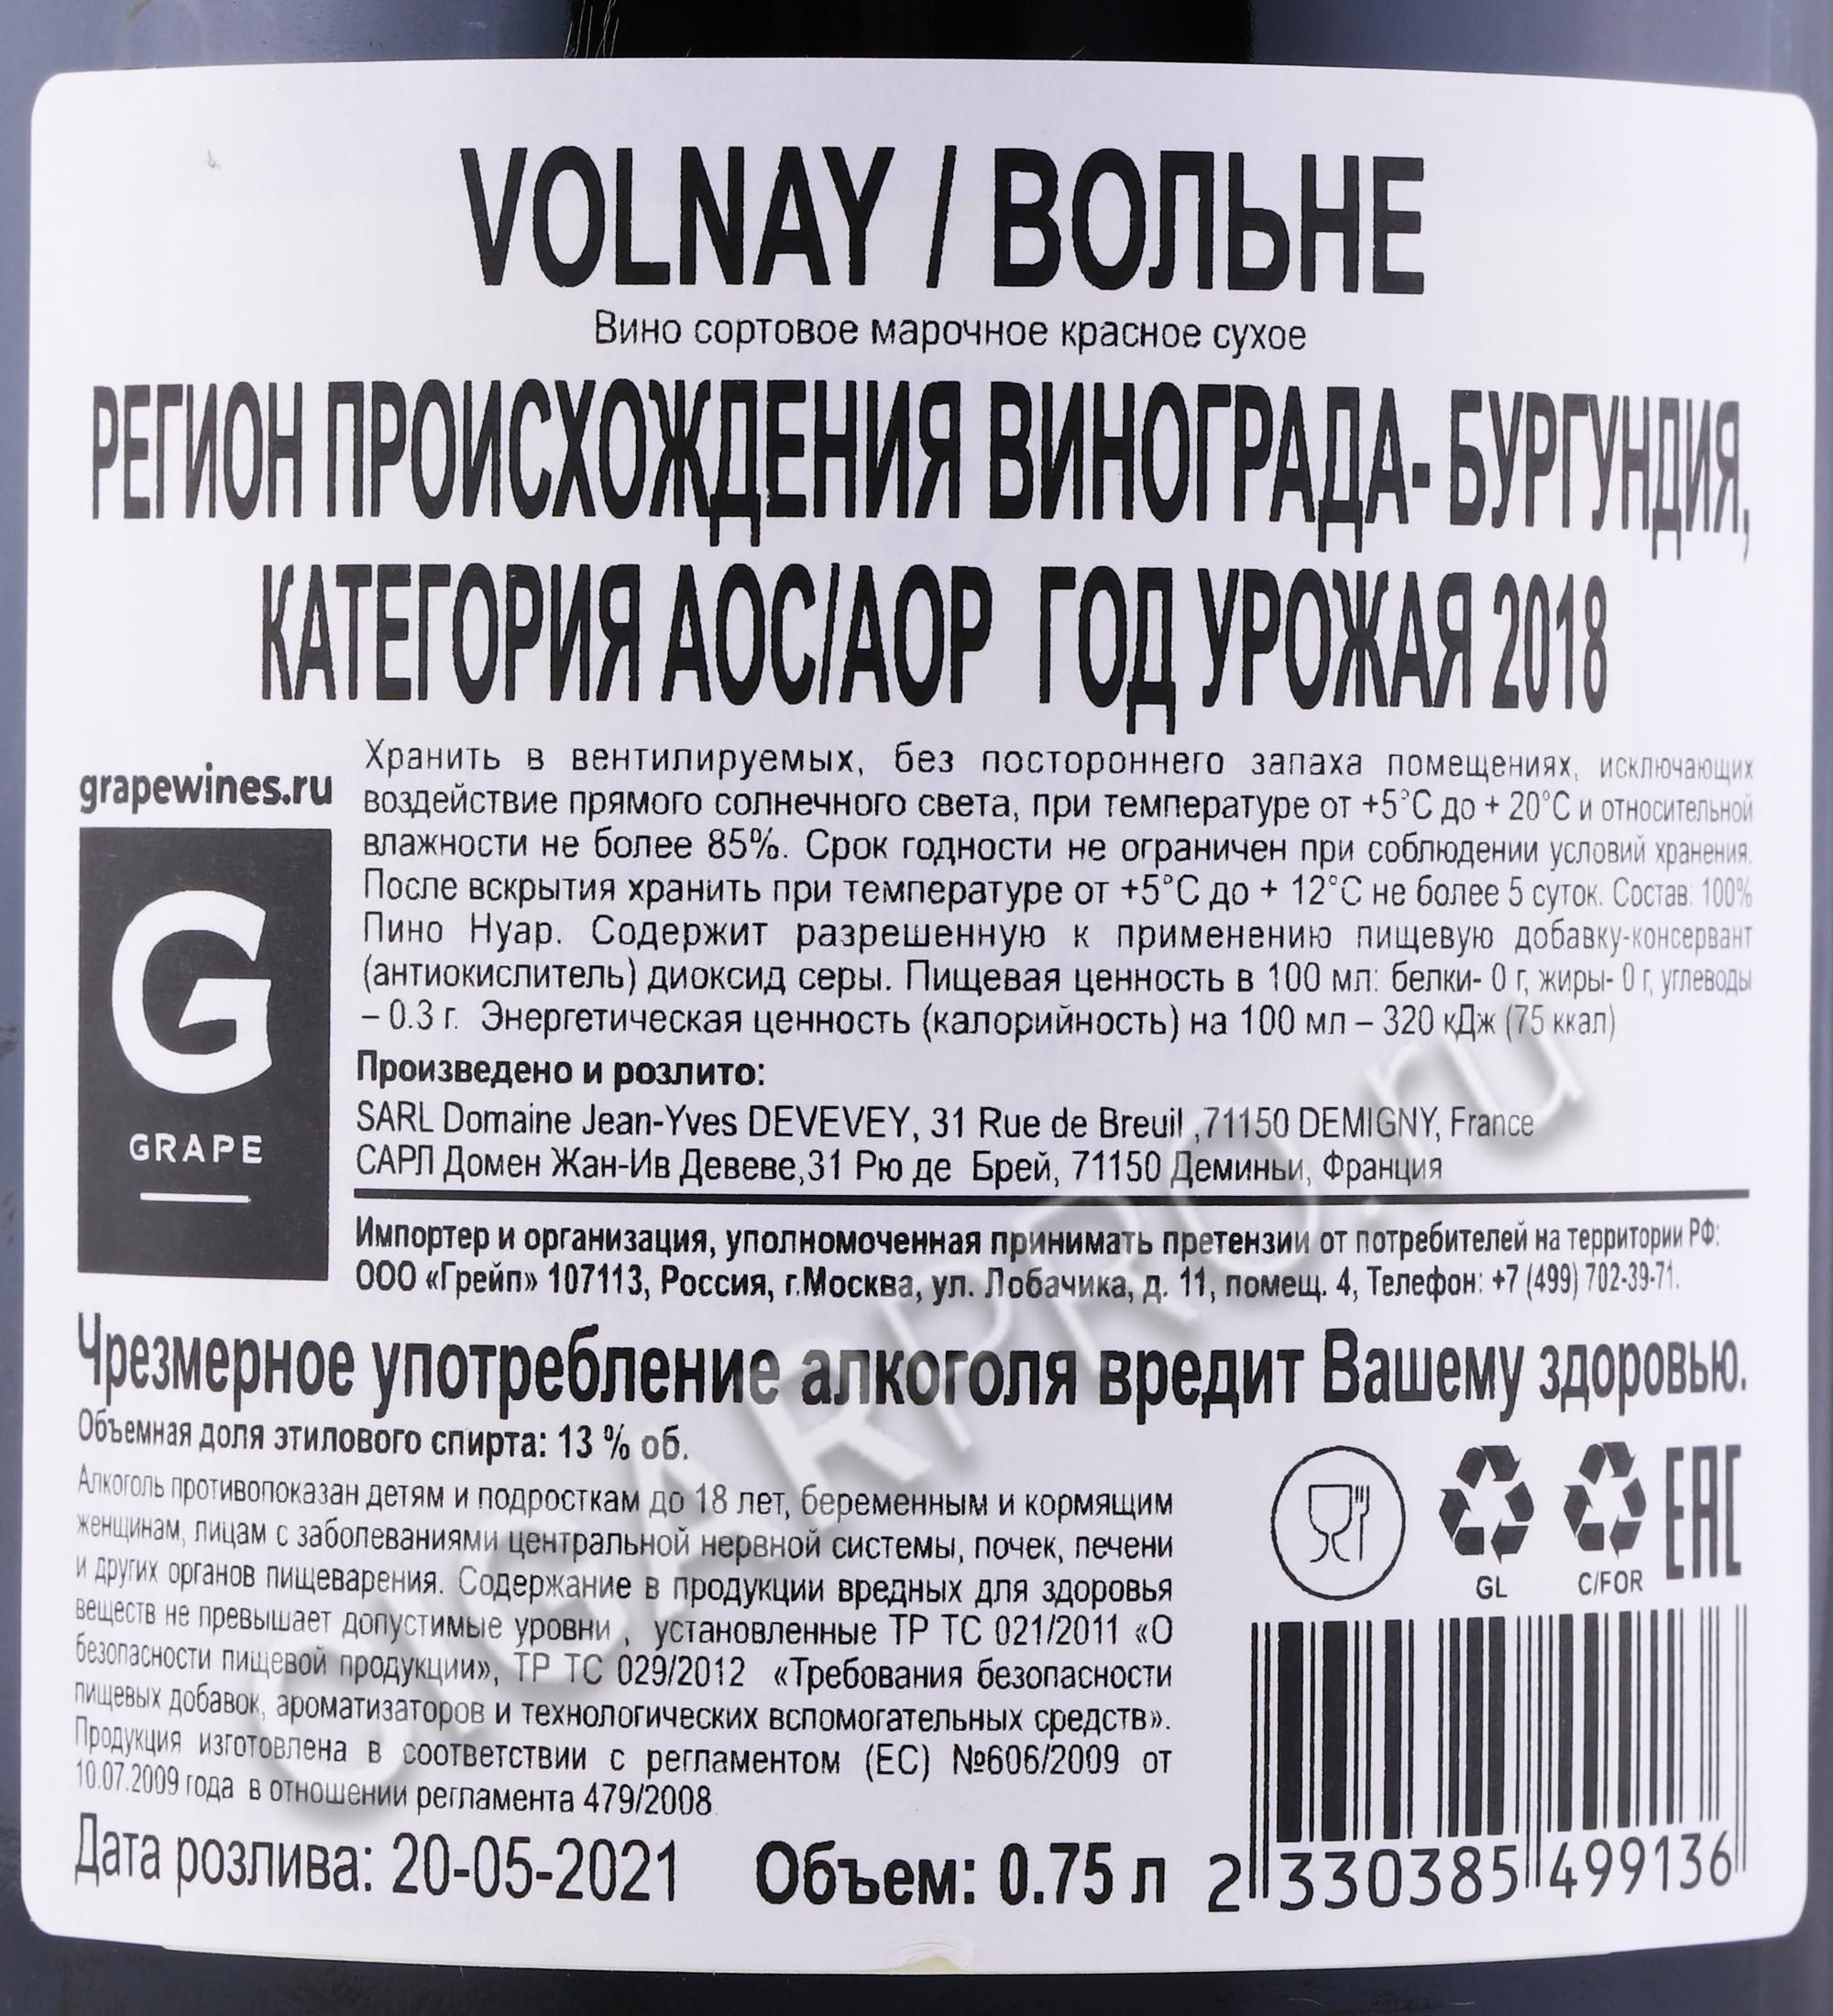 VOLNAY / ВОЛЬНЕ
Вино сортовое марочное красное сухое
РЕГИОН ПРОИСХОЖДЕНИЯ ВИНОГРАДА- БУРГУНДИЯ,
КАТЕГОРИЯ АОС/АОР ГОД УРОЖАЯ 2018
grapewines.ru
G
GRAPE
Хранить в вентилируемых, без постороннего запаха помещениях, исключающих
воздействие прямого солнечного света, при температуре от +5°С до + 20°С и относительной
влажности не более 85%. Срок годности не ограничен при соблюдении условий хранения.
После вскрытия хранить при температуре от +5°С до + 12°С не более 5 суток. Состав: 100%
Пино Нуар. Содержит разрешенную к применению пищевую добавку-консервант
(антиокислитель) диоксид серы. Пищевая ценность в 100 мл: белки- 0 г, жиры- 0 г, углеводы
– 0.3 г. Энергетическая ценность (калорийность) на 100 мл – 320 кДж (75 ккал)
Произведено и розлито:
SARL Domaine Jean-Yves DEVEVEY, 31 Rue de Breuil ,71150 DEMIGNY, France
САРЛ Домен Жан-Ив Девеве,31 Рю де Брей, 71150 Деминьи, Франция
Импортер и организация, уполномоченная принимать претензии от потребителей на территории РФ:
ООО «Грейп» 107113, Россия, г.Москва, ул. Лобачика, д. 11, помещ. 4, Телефон: +7 (499) 702-39-71.
Чрезмерное употребление алкоголя вредит Вашему здоровью.
Объемная доля этилового спирта: 13 % об.
Алкоголь противопоказан детям и подросткам до 18 лет, беременным и кормящим
женщинам, лицам с заболеваниями центральной нервной системы, почек, печени
и других органов пищеварения. Содержание в продукции вредных для здоровья
веществ не превышает допустимые уровни , установленные ТР ТС 021/2011 «О
безопасности пищевой продукции», ТР ТС 029/2012 «Требования безопасности
пищевых добавок, ароматизаторов и технологических вспомогательных средств».
Продукция изготовлена в соответствии с регламентом (ЕС) №606/2009 от
10.07.2009 года в отношении регламента 479/2008
GL
C/FOR
ЕАС
Дата розлива: 20-05-2021 Объем: 0.75 л
2 330385 499136
CIGARPRO.ru